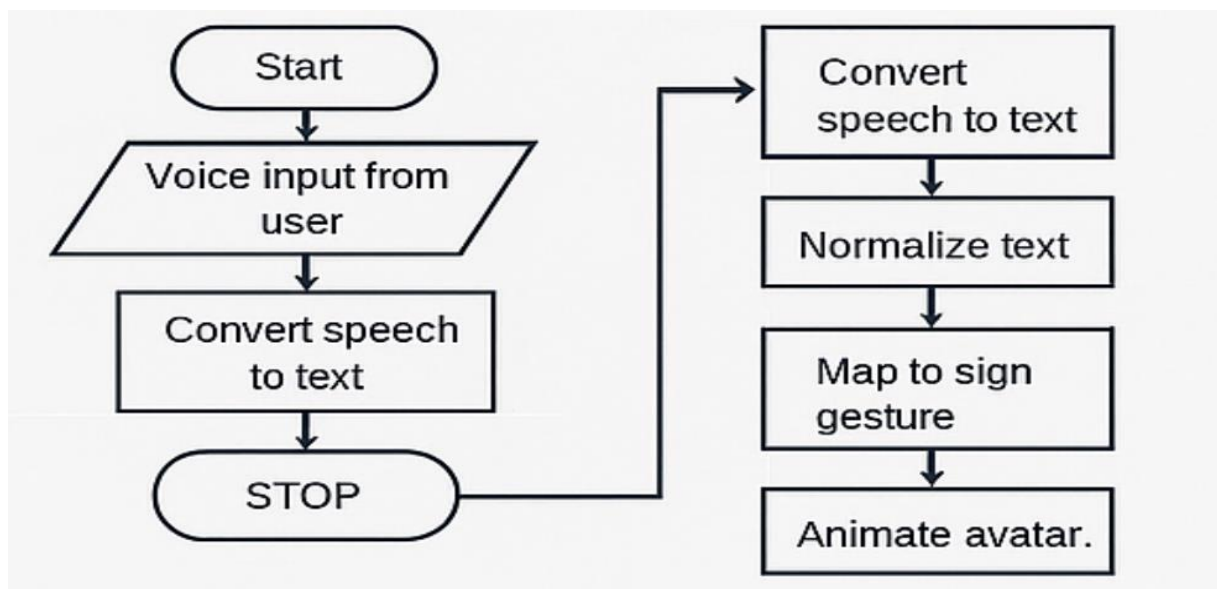 Start
Voice input from
user
Convert speech
to text
STOP
Convert
speech to text
Normalize text
Map to sign
gesture
Animate avatar.